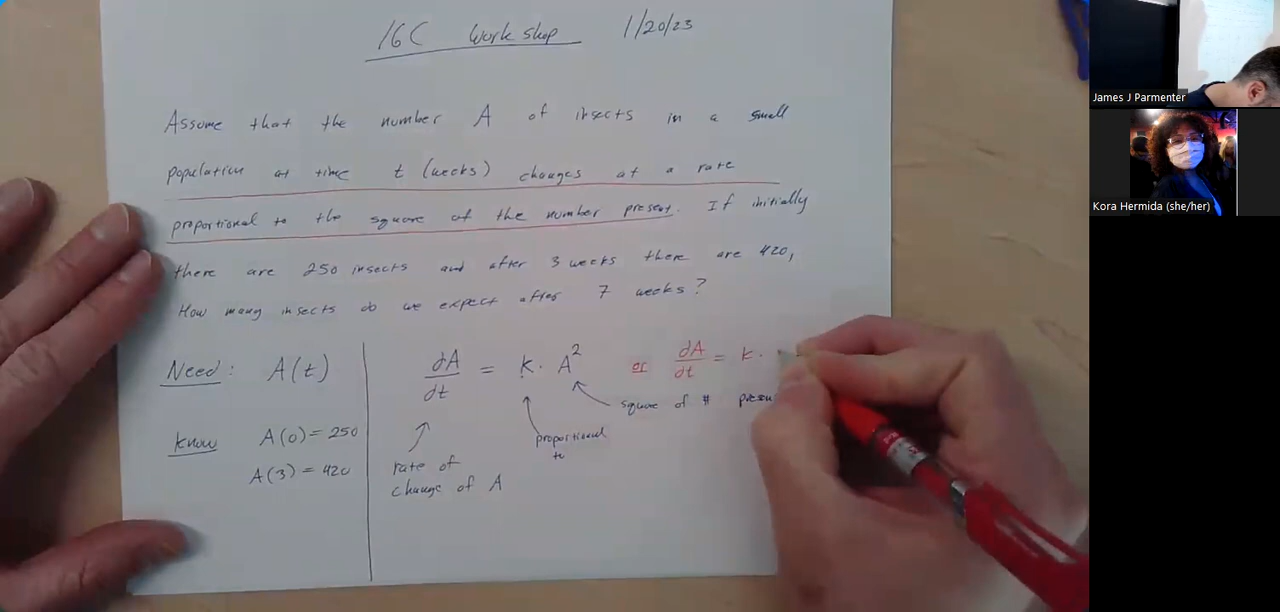 16C Workshop 1/20/23
Assume that the number A of insects in a small
population at time t (weeks) changes at a rate
proportional to the square of the number present. If initially
there are 250 insects and after 3 weeks there are 420,
How many insects do we expect after 7 weeks?
Need: A(t)
Know A(0) = 250
A(3) = 420
dA/dt = k · A²
or dA/dt = k ·
rate of
change of A
proportional
to
square of #
James J Parmenter
Kora Hermida (she/her)